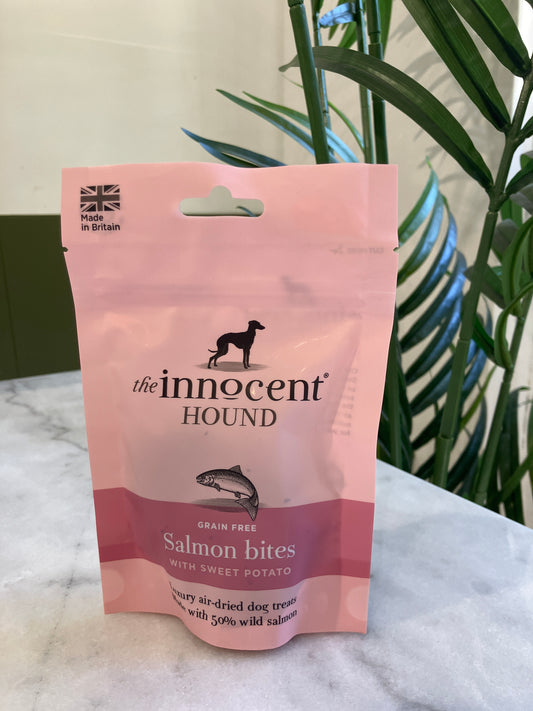 Made
in Britain
the innocent®
HOUND
GRAIN FREE
Salmon bites
WITH SWEET POTATO
Luxury air-dried dog treats
Made with 50% wild salmon